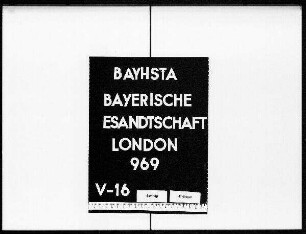 BAYHSTA
BAYERISCHE
ESANDTSCHAFT
LONDON
969
V-16